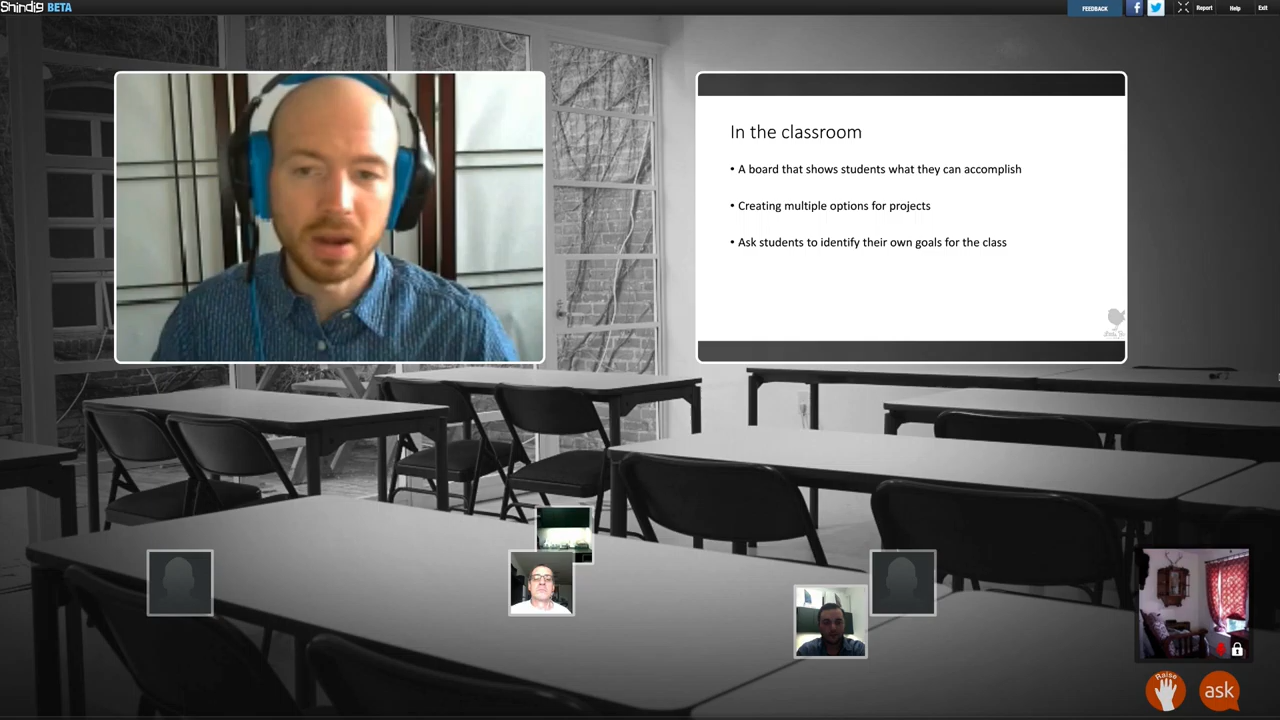 Shindig BETA
FEEDBACK
Report
Help
Exit
In the classroom
• A board that shows students what they can accomplish
• Creating multiple options for projects
• Ask students to identify their own goals for the class
Raise
ask